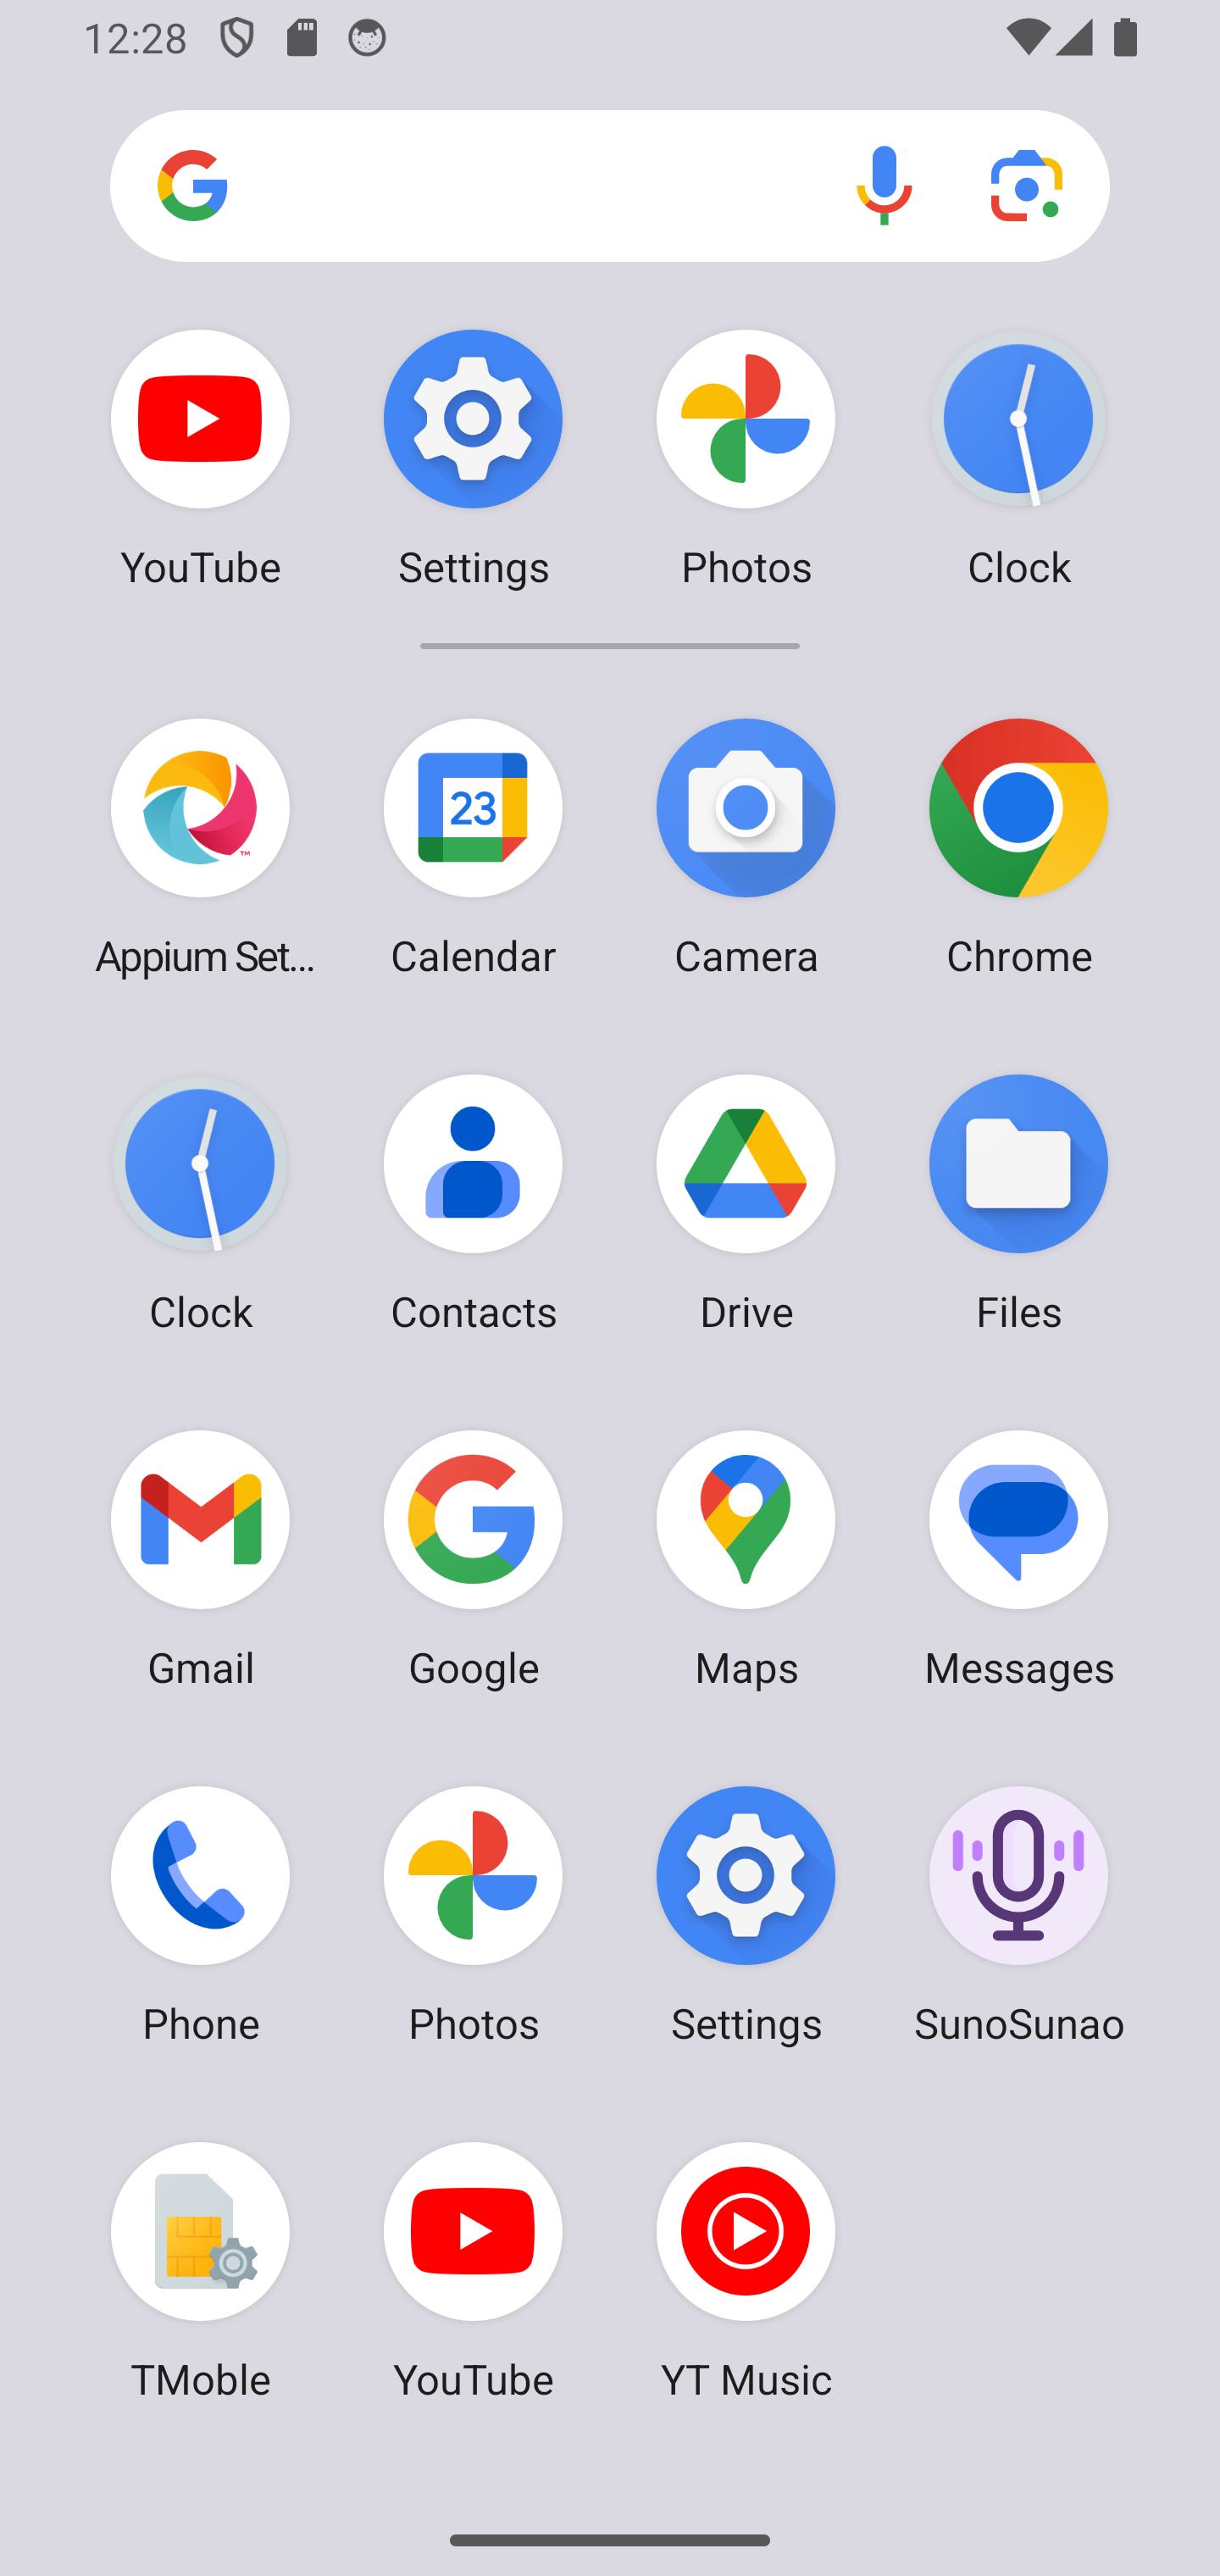 12:28
YouTube
Settings
Photos
Clock
Appium Set...
23
Calendar
Camera
Chrome
Clock
Contacts
Drive
Files
Gmail
Google
Maps
Messages
Phone
Photos
Settings
SunoSunao
TMoble
YouTube
YT Music